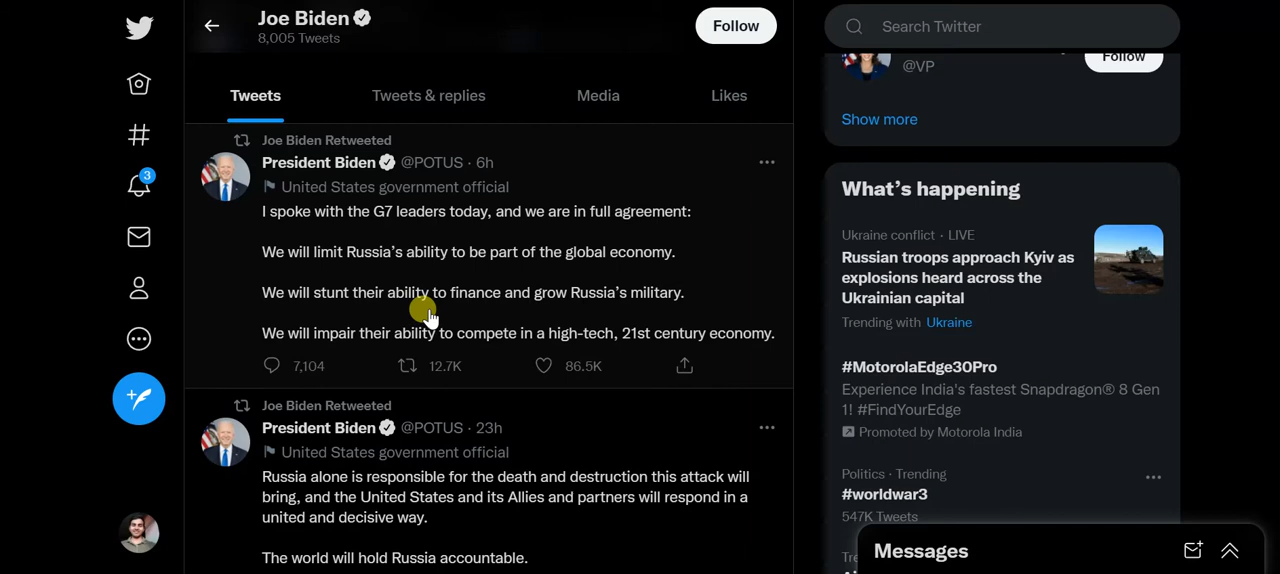 Joe Biden
8,005 Tweets
Follow
Tweets
Tweets & replies
Media
Likes
Joe Biden Retweeted
President Biden @POTUS · 6h
United States government official
I spoke with the G7 leaders today, and we are in full agreement:
We will limit Russia's ability to be part of the global economy.
We will stunt their ability to finance and grow Russia's military.
We will impair their ability to compete in a high-tech, 21st century economy.
7,104
12.7K
86.5K
Joe Biden Retweeted
President Biden @POTUS · 23h
United States government official
Russia alone is responsible for the death and destruction this attack will
bring, and the United States and its Allies and partners will respond in a
united and decisive way.
The world will hold Russia accountable.
3
Search Twitter
@VP
Follow
Show more
What's happening
Ukraine conflict · LIVE
Russian troops approach Kyiv as
explosions heard across the
Ukrainian capital
Trending with Ukraine
#MotorolaEdge30Pro
Experience India's fastest Snapdragon® 8 Gen
1! #FindYourEdge
Promoted by Motorola India
Politics · Trending
#worldwar3
547K Tweets
Messages